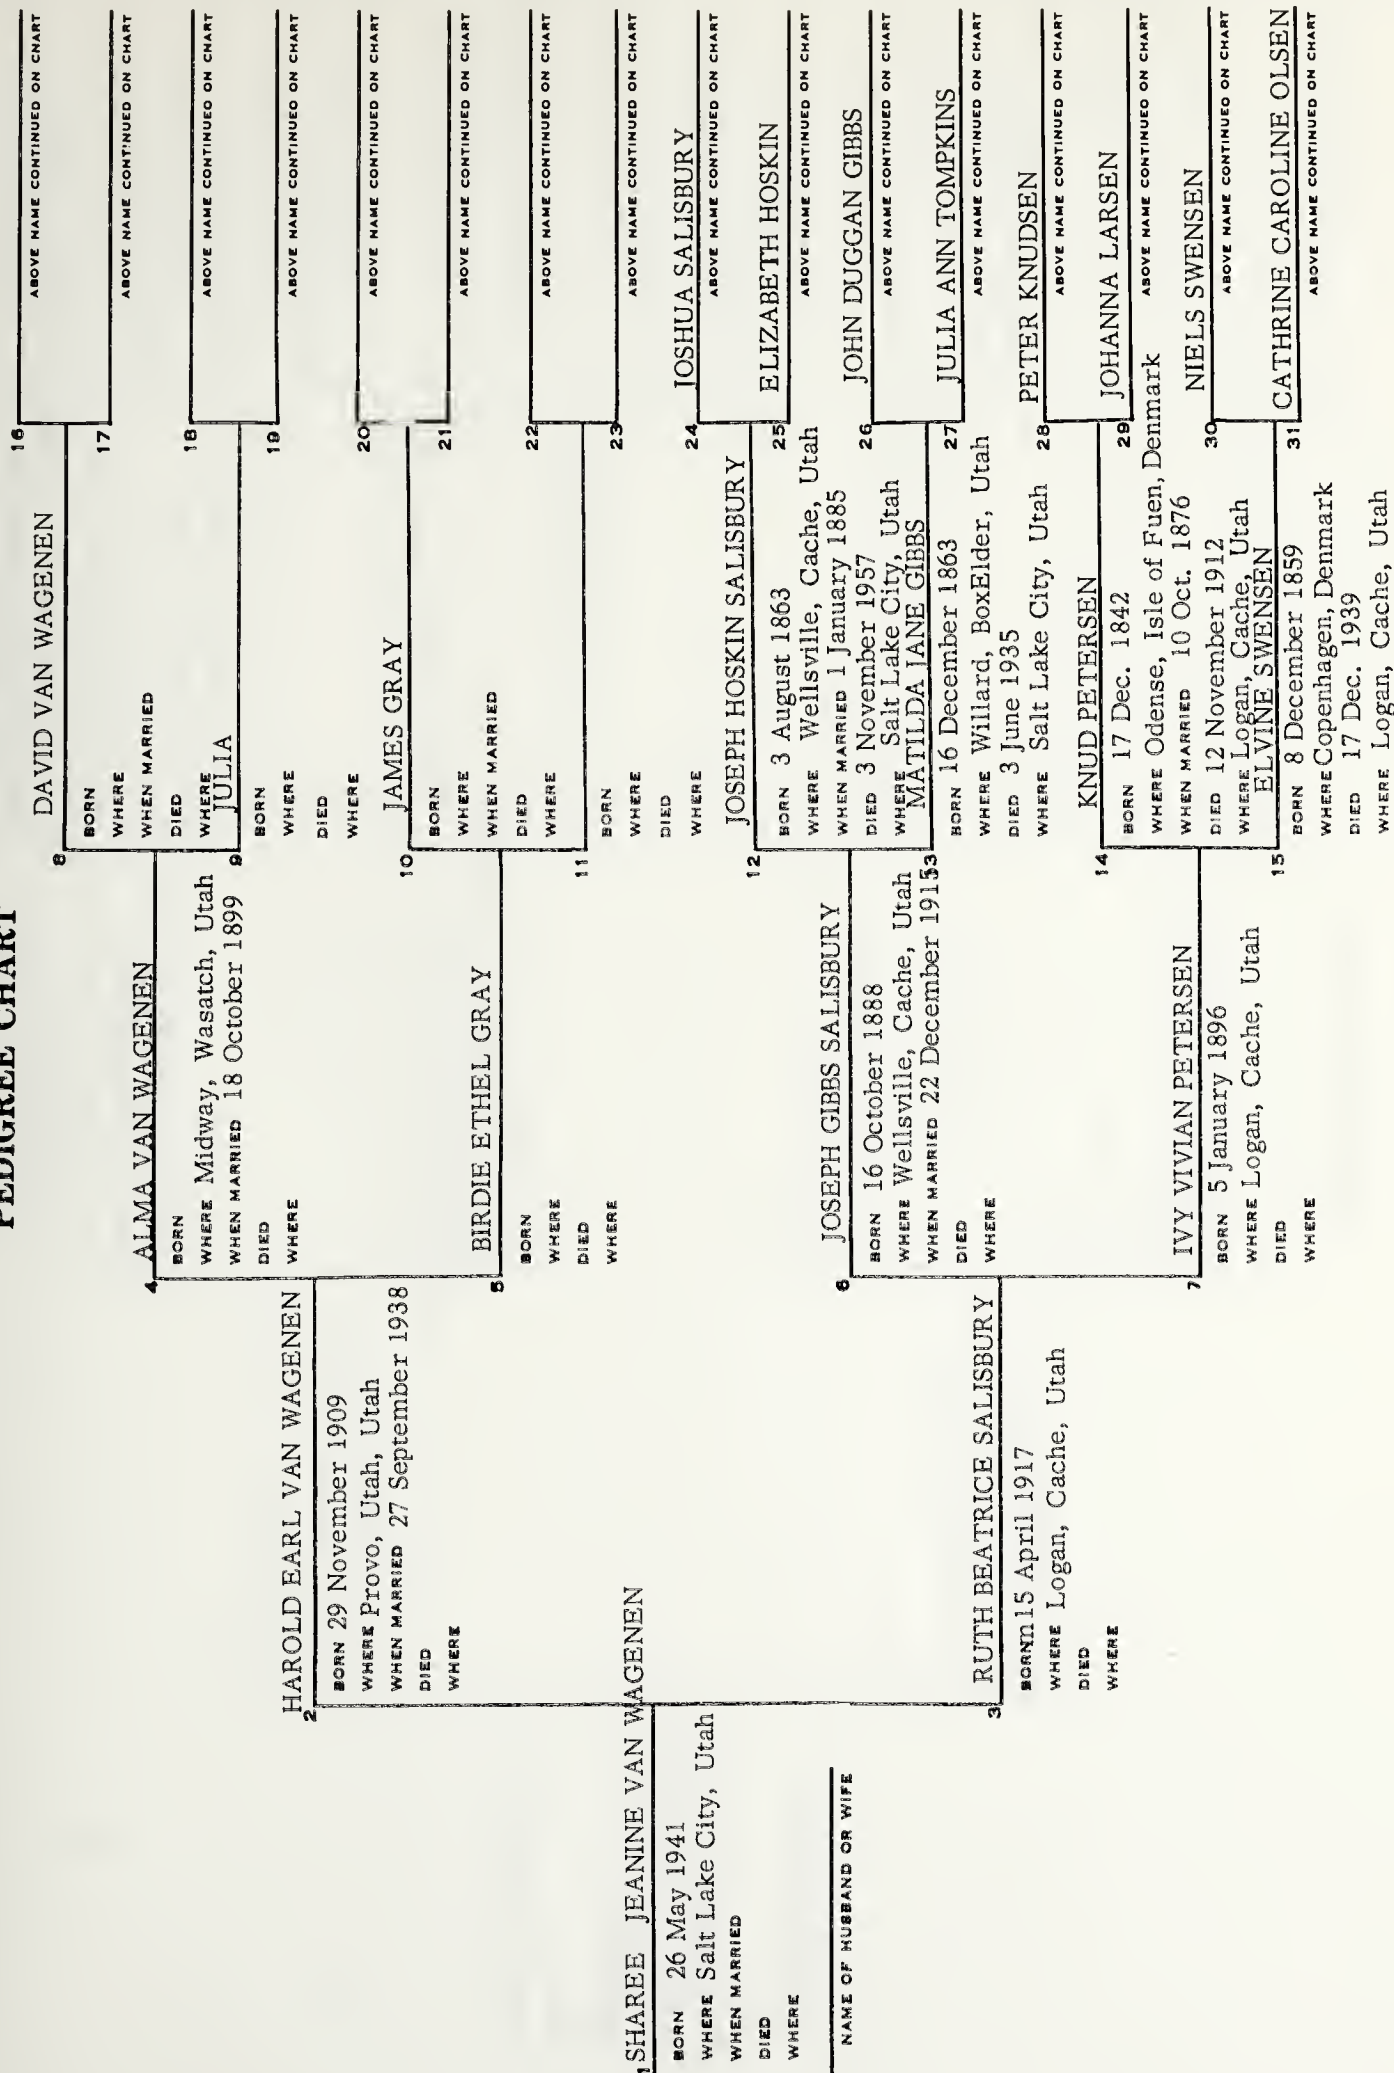 PEDIGREE CHART
1 SHAREE JEANINE VAN WAGENEN
BORN 26 May 1941
WHERE Salt Lake City, Utah
WHEN MARRIED
DIED
WHERE
NAME OF HUSBAND OR WIFE
2 HAROLD EARL VAN WAGENEN
BORN 29 November 1909
WHERE Provo, Utah, Utah
WHEN MARRIED 27 September 1938
DIED
WHERE
3 RUTH BEATRICE SALISBURY
BORNn15 April 1917
WHERE Logan, Cache, Utah
DIED
WHERE
4 ALMA VAN WAGENEN
BORN
WHERE Midway, Wasatch, Utah
WHEN MARRIED 18 October 1899
DIED
WHERE
5 BIRDIE ETHEL GRAY
BORN
WHERE
DIED
WHERE
6 JOSEPH GIBBS SALISBURY
BORN 16 October 1888
WHERE Wellsville, Cache, Utah
WHEN MARRIED 22 December 1915
DIED
WHERE
7 IVY VIVIAN PETERSEN
BORN 5 January 1896
WHERE Logan, Cache, Utah
DIED
WHERE
8 DAVID VAN WAGENEN
BORN
WHERE
WHEN MARRIED
DIED
WHERE
9 JULIA
BORN
WHERE
DIED
WHERE
10 JAMES GRAY
BORN
WHERE
WHEN MARRIED
DIED
WHERE
11
BORN
WHERE
DIED
WHERE
12 JOSEPH HOSKIN SALISBURY
BORN 3 August 1863
WHERE Wellsville, Cache, Utah
WHEN MARRIED 1 January 1885
DIED 3 November 1957
WHERE Salt Lake City, Utah
13 MATILDA JANE GIBBS
BORN 16 December 1863
WHERE Willard, BoxElder, Utah
DIED 3 June 1935
WHERE Salt Lake City, Utah
14 KNUD PETERSEN
BORN 17 Dec. 1842
WHERE Odense, Isle of Fuen, Denmark
WHEN MARRIED 10 Oct. 1876
DIED 12 November 1912
WHERE Logan, Cache, Utah
15 ELVINE SWENSEN
BORN 8 December 1859
WHERE Copenhagen, Denmark
DIED 17 Dec. 1939
WHERE Logan, Cache, Utah
16
ABOVE NAME CONTINUED ON CHART
17
ABOVE NAME CONTINUED ON CHART
18
ABOVE NAME CONTINUED ON CHART
19
ABOVE NAME CONTINUED ON CHART
20
ABOVE NAME CONTINUED ON CHART
21
ABOVE NAME CONTINUED ON CHART
22
ABOVE NAME CONTINUED ON CHART
23
ABOVE NAME CONTINUED ON CHART
24 JOSHUA SALISBURY
ABOVE NAME CONTINUED ON CHART
25 ELIZABETH HOSKIN
ABOVE NAME CONTINUED ON CHART
26 JOHN DUGGAN GIBBS
ABOVE NAME CONTINUED ON CHART
27 JULIA ANN TOMPKINS
ABOVE NAME CONTINUED ON CHART
28 PETER KNUDSEN
ABOVE NAME CONTINUED ON CHART
29 JOHANNA LARSEN
ABOVE NAME CONTINUED ON CHART
30 NIELS SWENSEN
ABOVE NAME CONTINUED ON CHART
31 CATHRINE CAROLINE OLSEN
ABOVE NAME CONTINUED ON CHART